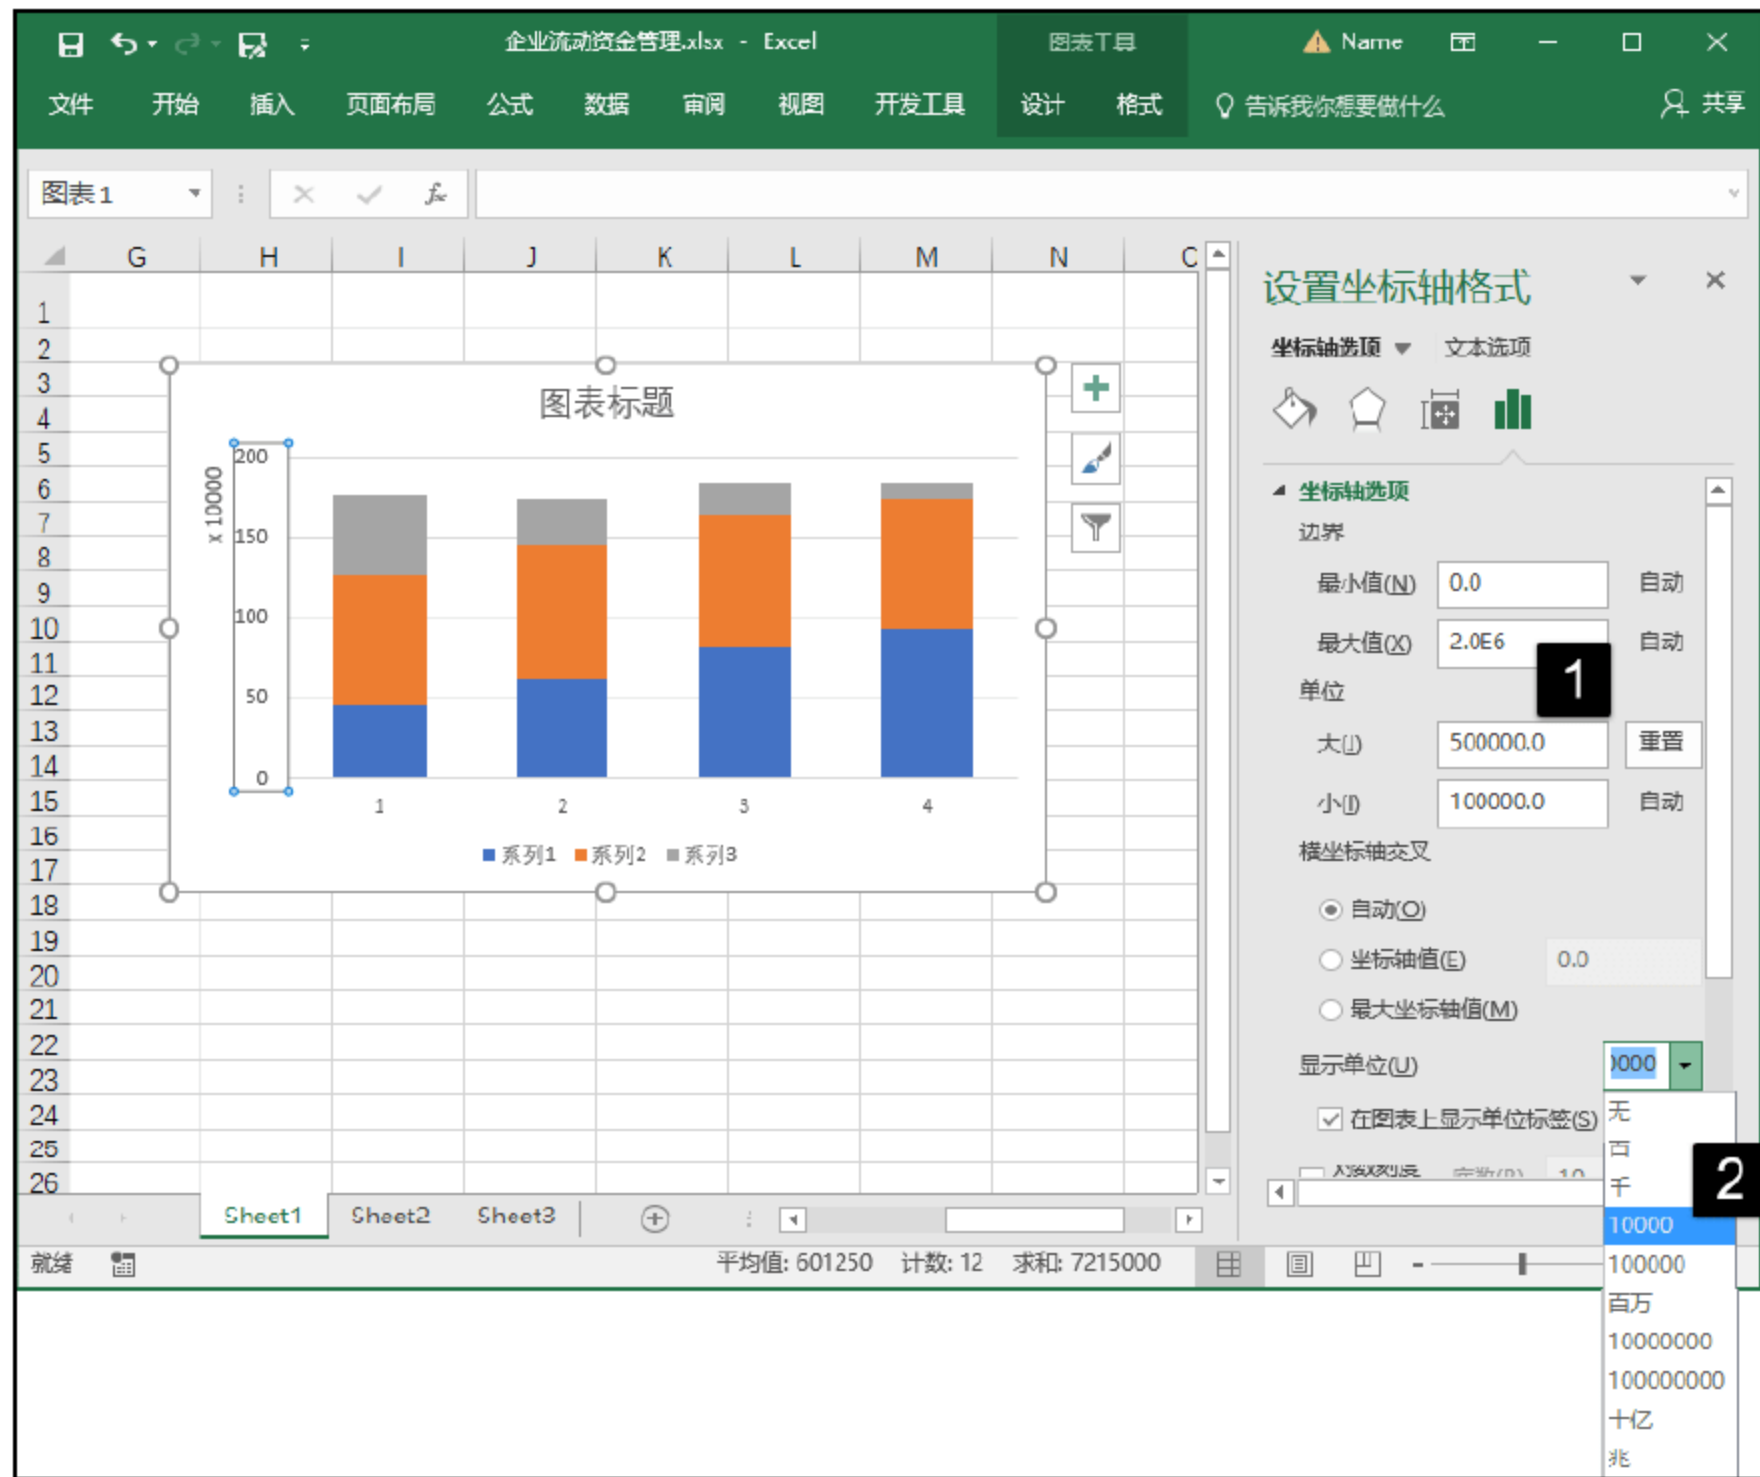 企业流动资金管理.xlsx - Excel
图表工具
Name
文件 开始 插入 页面布局 公式 数据 审阅 视图 开发工具 设计 格式 告诉我你想要做什么 共享
图表 1
fx
G H I J K L M N
1
2
3
4
5
6
7
8
9
10
11
12
13
14
15
16
17
18
19
20
21
22
23
24
25
26
图表标题
x 10000
200
150
100
50
0
1 2 3 4
系列1 系列2 系列3
设置坐标轴格式
坐标轴选项 文本选项
坐标轴选项
边界
最小值(N) 0.0 自动
最大值(X) 2.0E6 自动
1
单位
大(J) 500000.0 重置
小(I) 100000.0 自动
横坐标轴交叉
自动(O)
坐标轴值(E) 0.0
最大坐标轴值(M)
显示单位(U) 0000
在图表上显示单位标签(S)
无
百
千
2
10000
100000
百万
10000000
100000000
十亿
兆
Sheet1 Sheet2 Sheet3
就绪 平均值: 601250 计数: 12 求和: 7215000